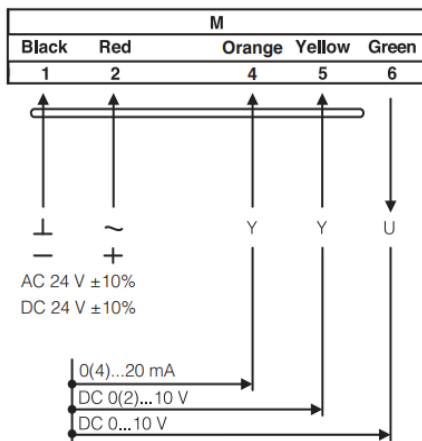 M
Black Red Orange Yellow Green
1 2 4 5 6
⊥ ~ Y Y U
− +
AC 24 V ±10%
DC 24 V ±10%
0(4)...20 mA
DC 0(2)...10 V
DC 0...10 V